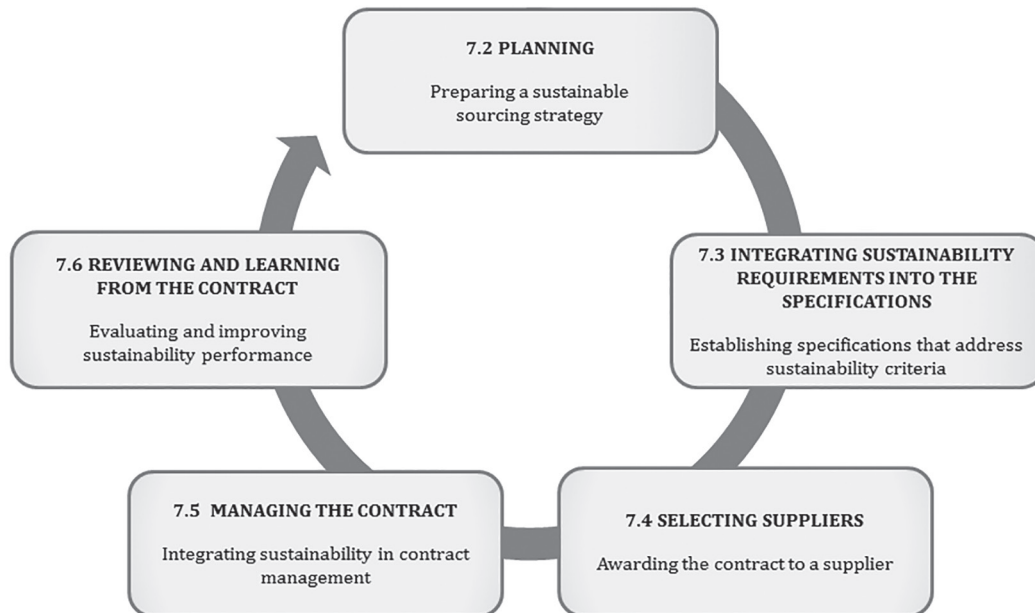 7.2 PLANNING
Preparing a sustainable
sourcing strategy
7.3 INTEGRATING SUSTAINABILITY
REQUIREMENTS INTO THE
SPECIFICATIONS
Establishing specifications that address
sustainability criteria
7.4 SELECTING SUPPLIERS
Awarding the contract to a supplier
7.5 MANAGING THE CONTRACT
Integrating sustainability in contract
management
7.6 REVIEWING AND LEARNING
FROM THE CONTRACT
Evaluating and improving
sustainability performance